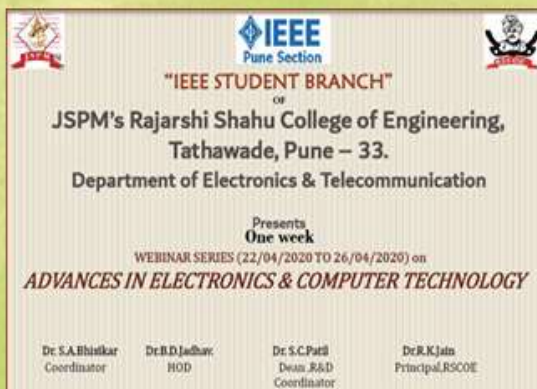 JSPM
IEEE
Pune Section
"IEEE STUDENT BRANCH"
OF
JSPM's Rajarshi Shahu College of Engineering,
Tathawade, Pune – 33.
Department of Electronics & Telecommunication
Presents
One week
WEBINAR SERIES (22/04/2020 TO 26/04/2020) on
ADVANCES IN ELECTRONICS & COMPUTER TECHNOLOGY
Dr. S.A.Bhisikar Dr.B.D.Jadhav. Dr. S.C.Patil Dr.R.K.Jain
Coordinator HOD Dean ,R&D Principal,RSCOE
Coordinator